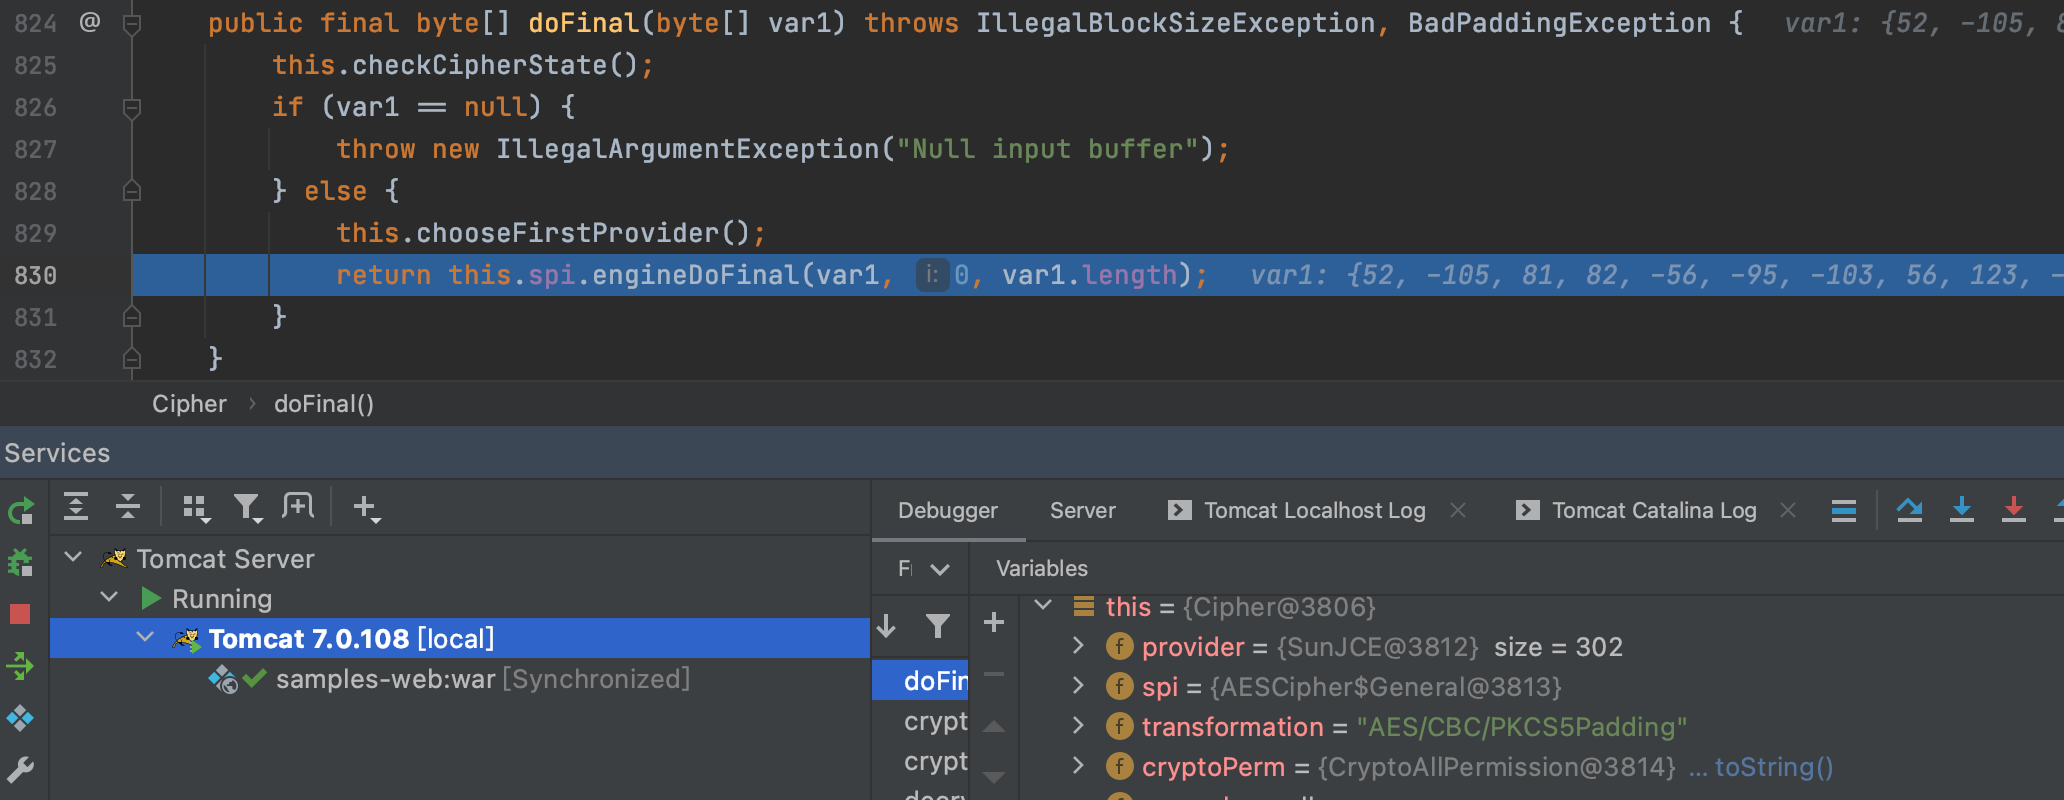 824 @ public final byte[] doFinal(byte[] var1) throws IllegalBlockSizeException, BadPaddingException { var1: {52, -105, 8
825 this.checkCipherState();
826 if (var1 == null) {
827 throw new IllegalArgumentException("Null input buffer");
828 } else {
829 this.chooseFirstProvider();
830 return this.spi.engineDoFinal(var1, i: 0, var1.length); var1: {52, -105, 81, 82, -56, -95, -103, 56, 123, -
831 }
832 }
Cipher › doFinal()
Services
Debugger Server Tomcat Localhost Log Tomcat Catalina Log
Tomcat Server
Running
Tomcat 7.0.108 [local]
samples-web:war [Synchronized]
Variables
doFin
crypt
crypt
this = {Cipher@3806}
provider = {SunJCE@3812} size = 302
spi = {AESCipher$General@3813}
transformation = "AES/CBC/PKCS5Padding"
cryptoPerm = {CryptoAllPermission@3814} ... toString()